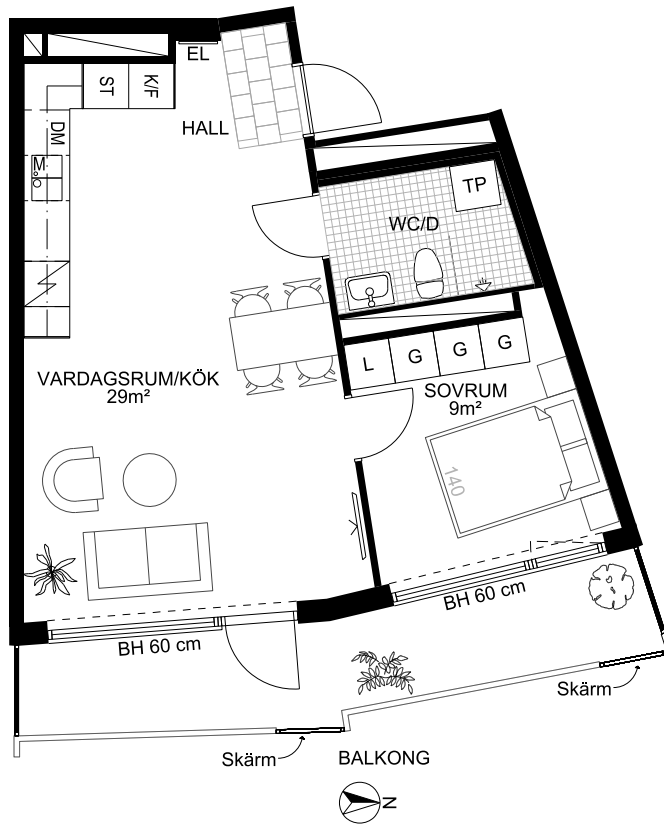 EL
ST
K/F
HALL
DM
M
TP
WC/D
L
G
G
G
VARDAGSRUM/KÖK
29m²
SOVRUM
9m²
140
BH 60 cm
BH 60 cm
Skärm
Skärm
BALKONG
N